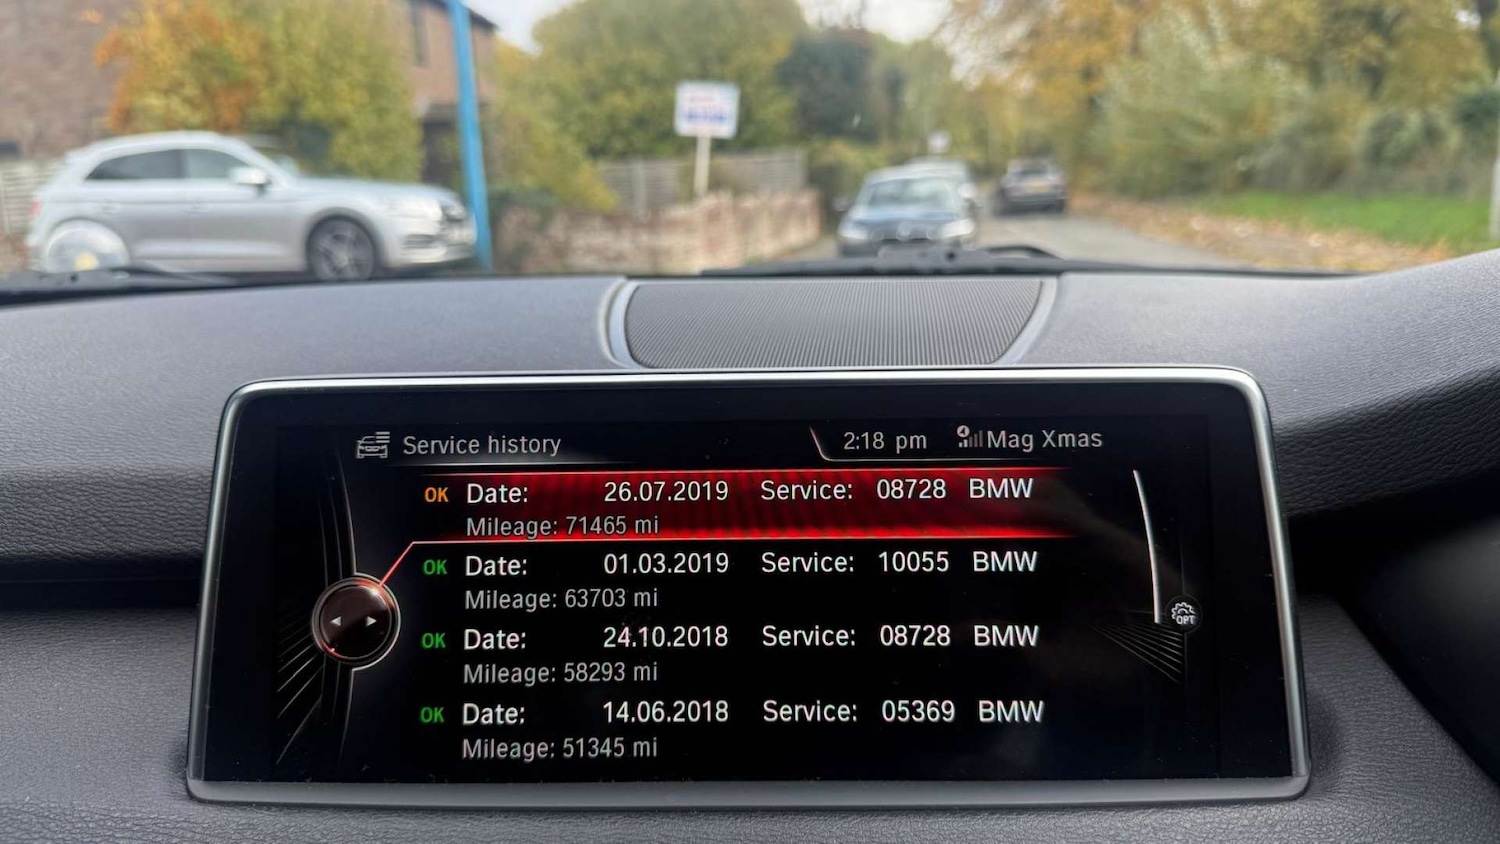 Service history 2:18 pm Mag Xmas
OK Date: 26.07.2019 Service: 08728 BMW
Mileage: 71465 mi
OK Date: 01.03.2019 Service: 10055 BMW
Mileage: 63703 mi
OK Date: 24.10.2018 Service: 08728 BMW
Mileage: 58293 mi
OK Date: 14.06.2018 Service: 05369 BMW
Mileage: 51345 mi
OPT